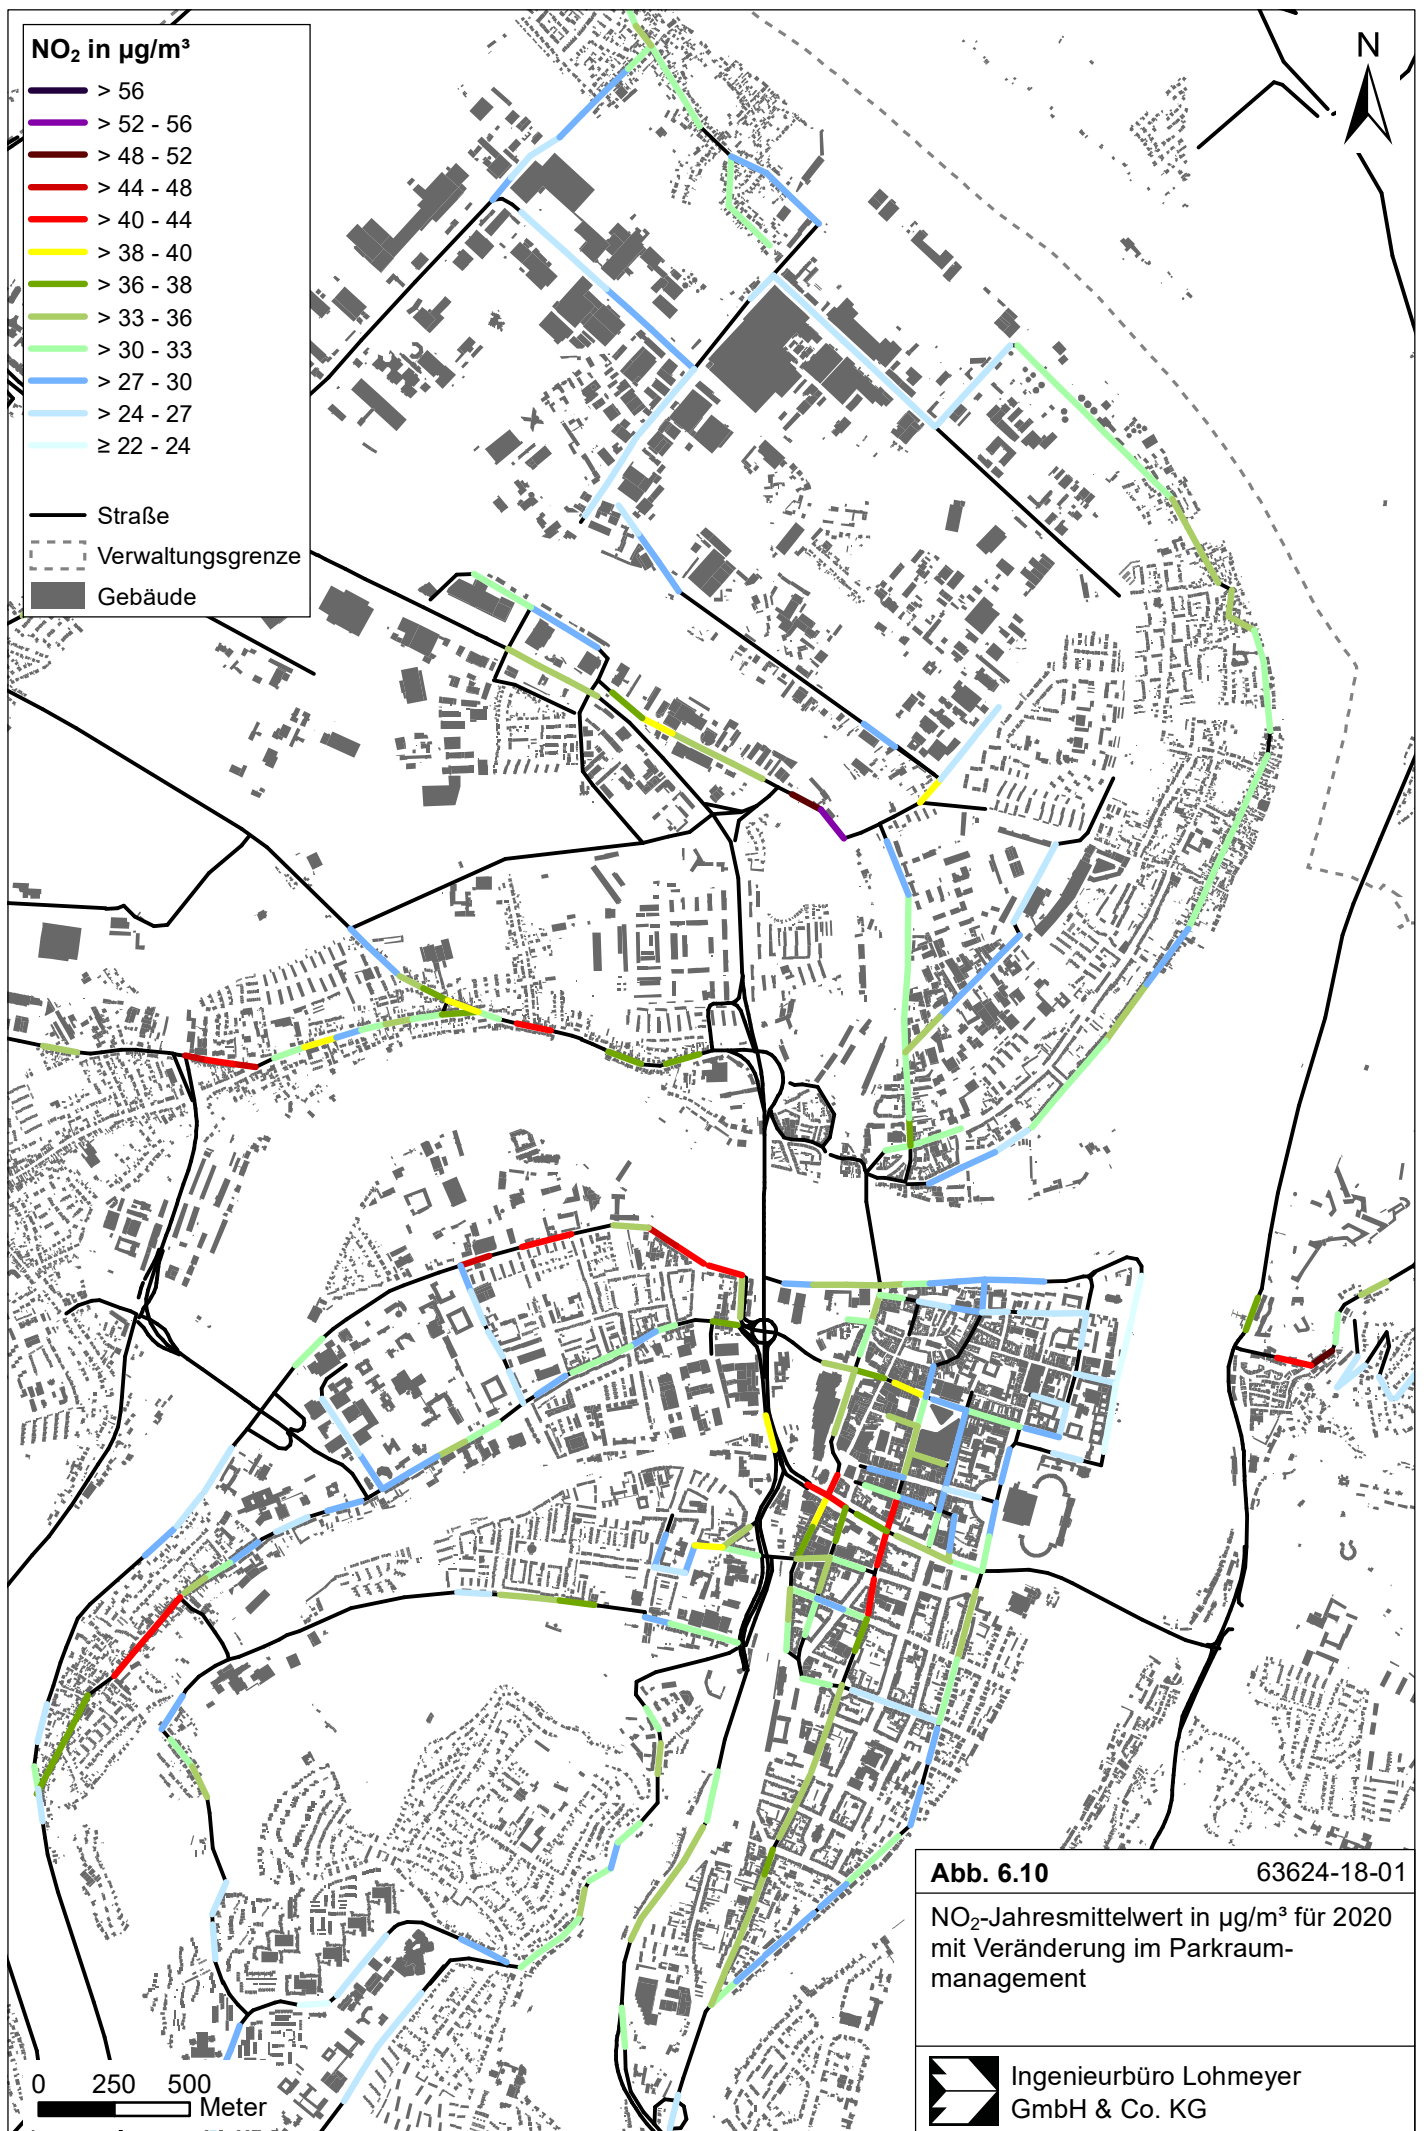 NO₂ in µg/m³
> 56
> 52 - 56
> 48 - 52
> 44 - 48
> 40 - 44
> 38 - 40
> 36 - 38
> 33 - 36
> 30 - 33
> 27 - 30
> 24 - 27
≥ 22 - 24
Straße
Verwaltungsgrenze
Gebäude
N
0 250 500
Meter
Abb. 6.10 63624-18-01
NO₂-Jahresmittelwert in µg/m³ für 2020
mit Veränderung im Parkraum-
management
Ingenieurbüro Lohmeyer
GmbH & Co. KG